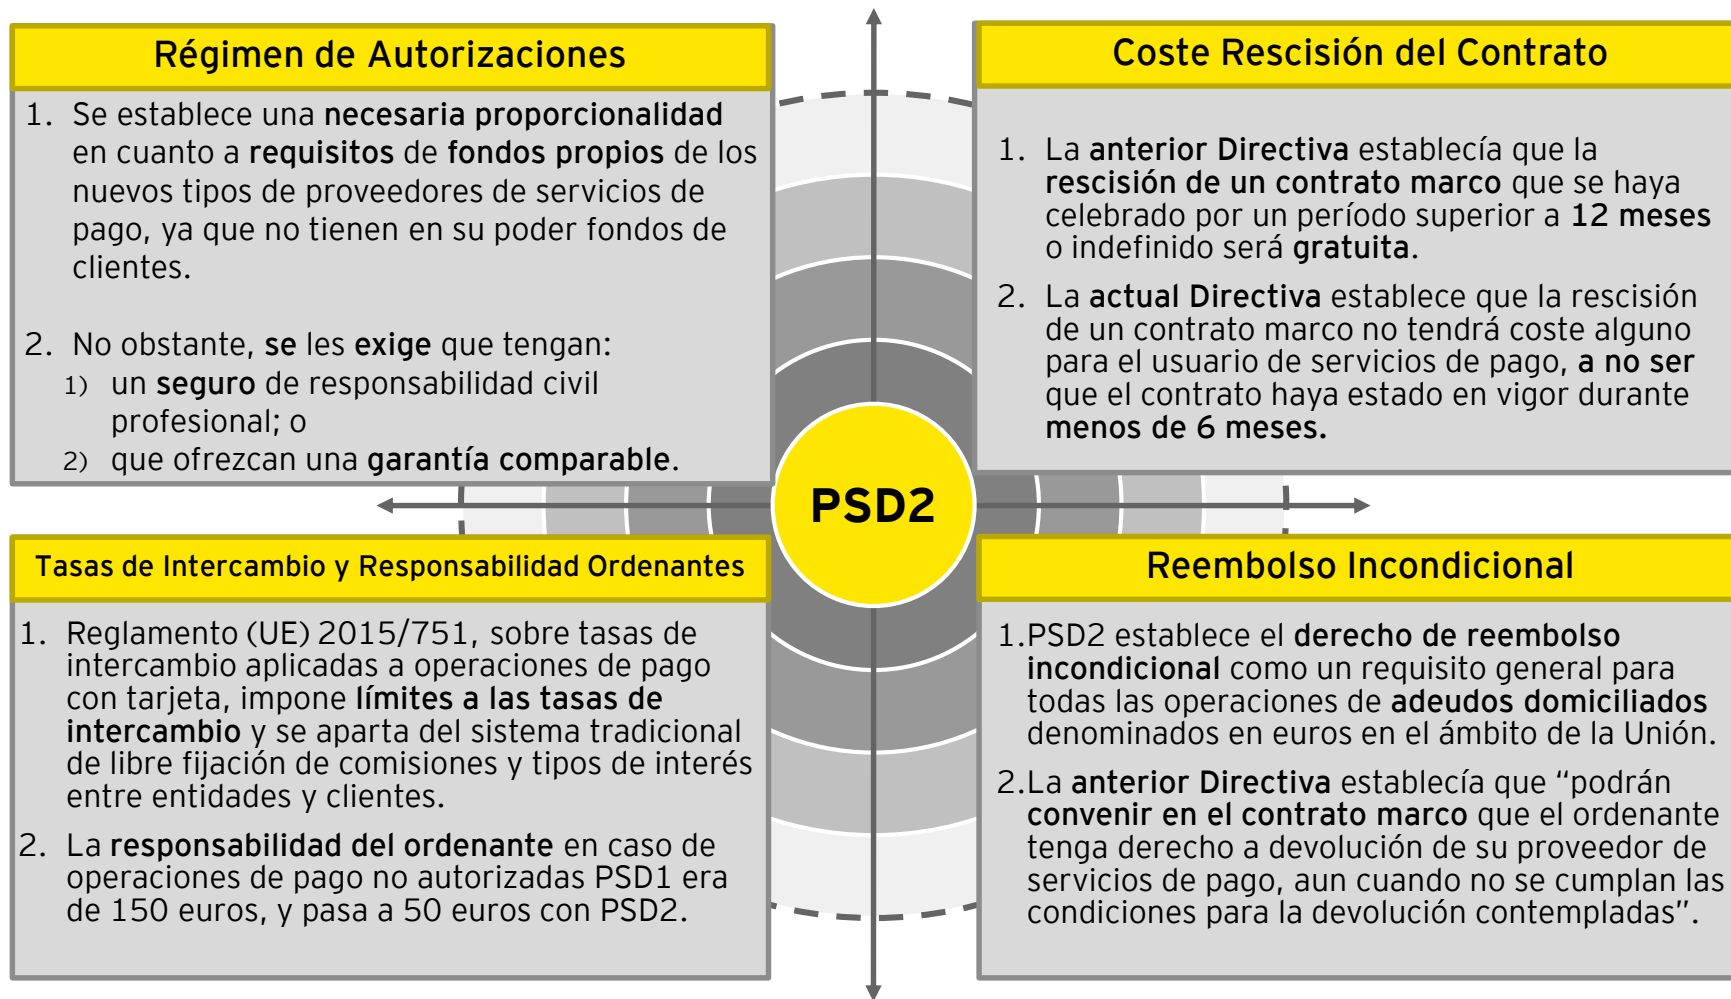 Régimen de Autorizaciones
1. Se establece una necesaria proporcionalidad
en cuanto a requisitos de fondos propios de los
nuevos tipos de proveedores de servicios de
pago, ya que no tienen en su poder fondos de
clientes.
2. No obstante, se les exige que tengan:
1) un seguro de responsabilidad civil
profesional; o
2) que ofrezcan una garantía comparable.
Coste Rescisión del Contrato
1. La anterior Directiva establecía que la
rescisión de un contrato marco que se haya
celebrado por un período superior a 12 meses
o indefinido será gratuita.
2. La actual Directiva establece que la rescisión
de un contrato marco no tendrá coste alguno
para el usuario de servicios de pago, a no ser
que el contrato haya estado en vigor durante
menos de 6 meses.
PSD2
Tasas de Intercambio y Responsabilidad Ordenantes
1. Reglamento (UE) 2015/751, sobre tasas de
intercambio aplicadas a operaciones de pago
con tarjeta, impone límites a las tasas de
intercambio y se aparta del sistema tradicional
de libre fijación de comisiones y tipos de interés
entre entidades y clientes.
2. La responsabilidad del ordenante en caso de
operaciones de pago no autorizadas PSD1 era
de 150 euros, y pasa a 50 euros con PSD2.
Reembolso Incondicional
1.PSD2 establece el derecho de reembolso
incondicional como un requisito general para
todas las operaciones de adeudos domiciliados
denominados en euros en el ámbito de la Unión.
2.La anterior Directiva establecía que “podrán
convenir en el contrato marco que el ordenante
tenga derecho a devolución de su proveedor de
servicios de pago, aun cuando no se cumplan las
condiciones para la devolución contempladas”.